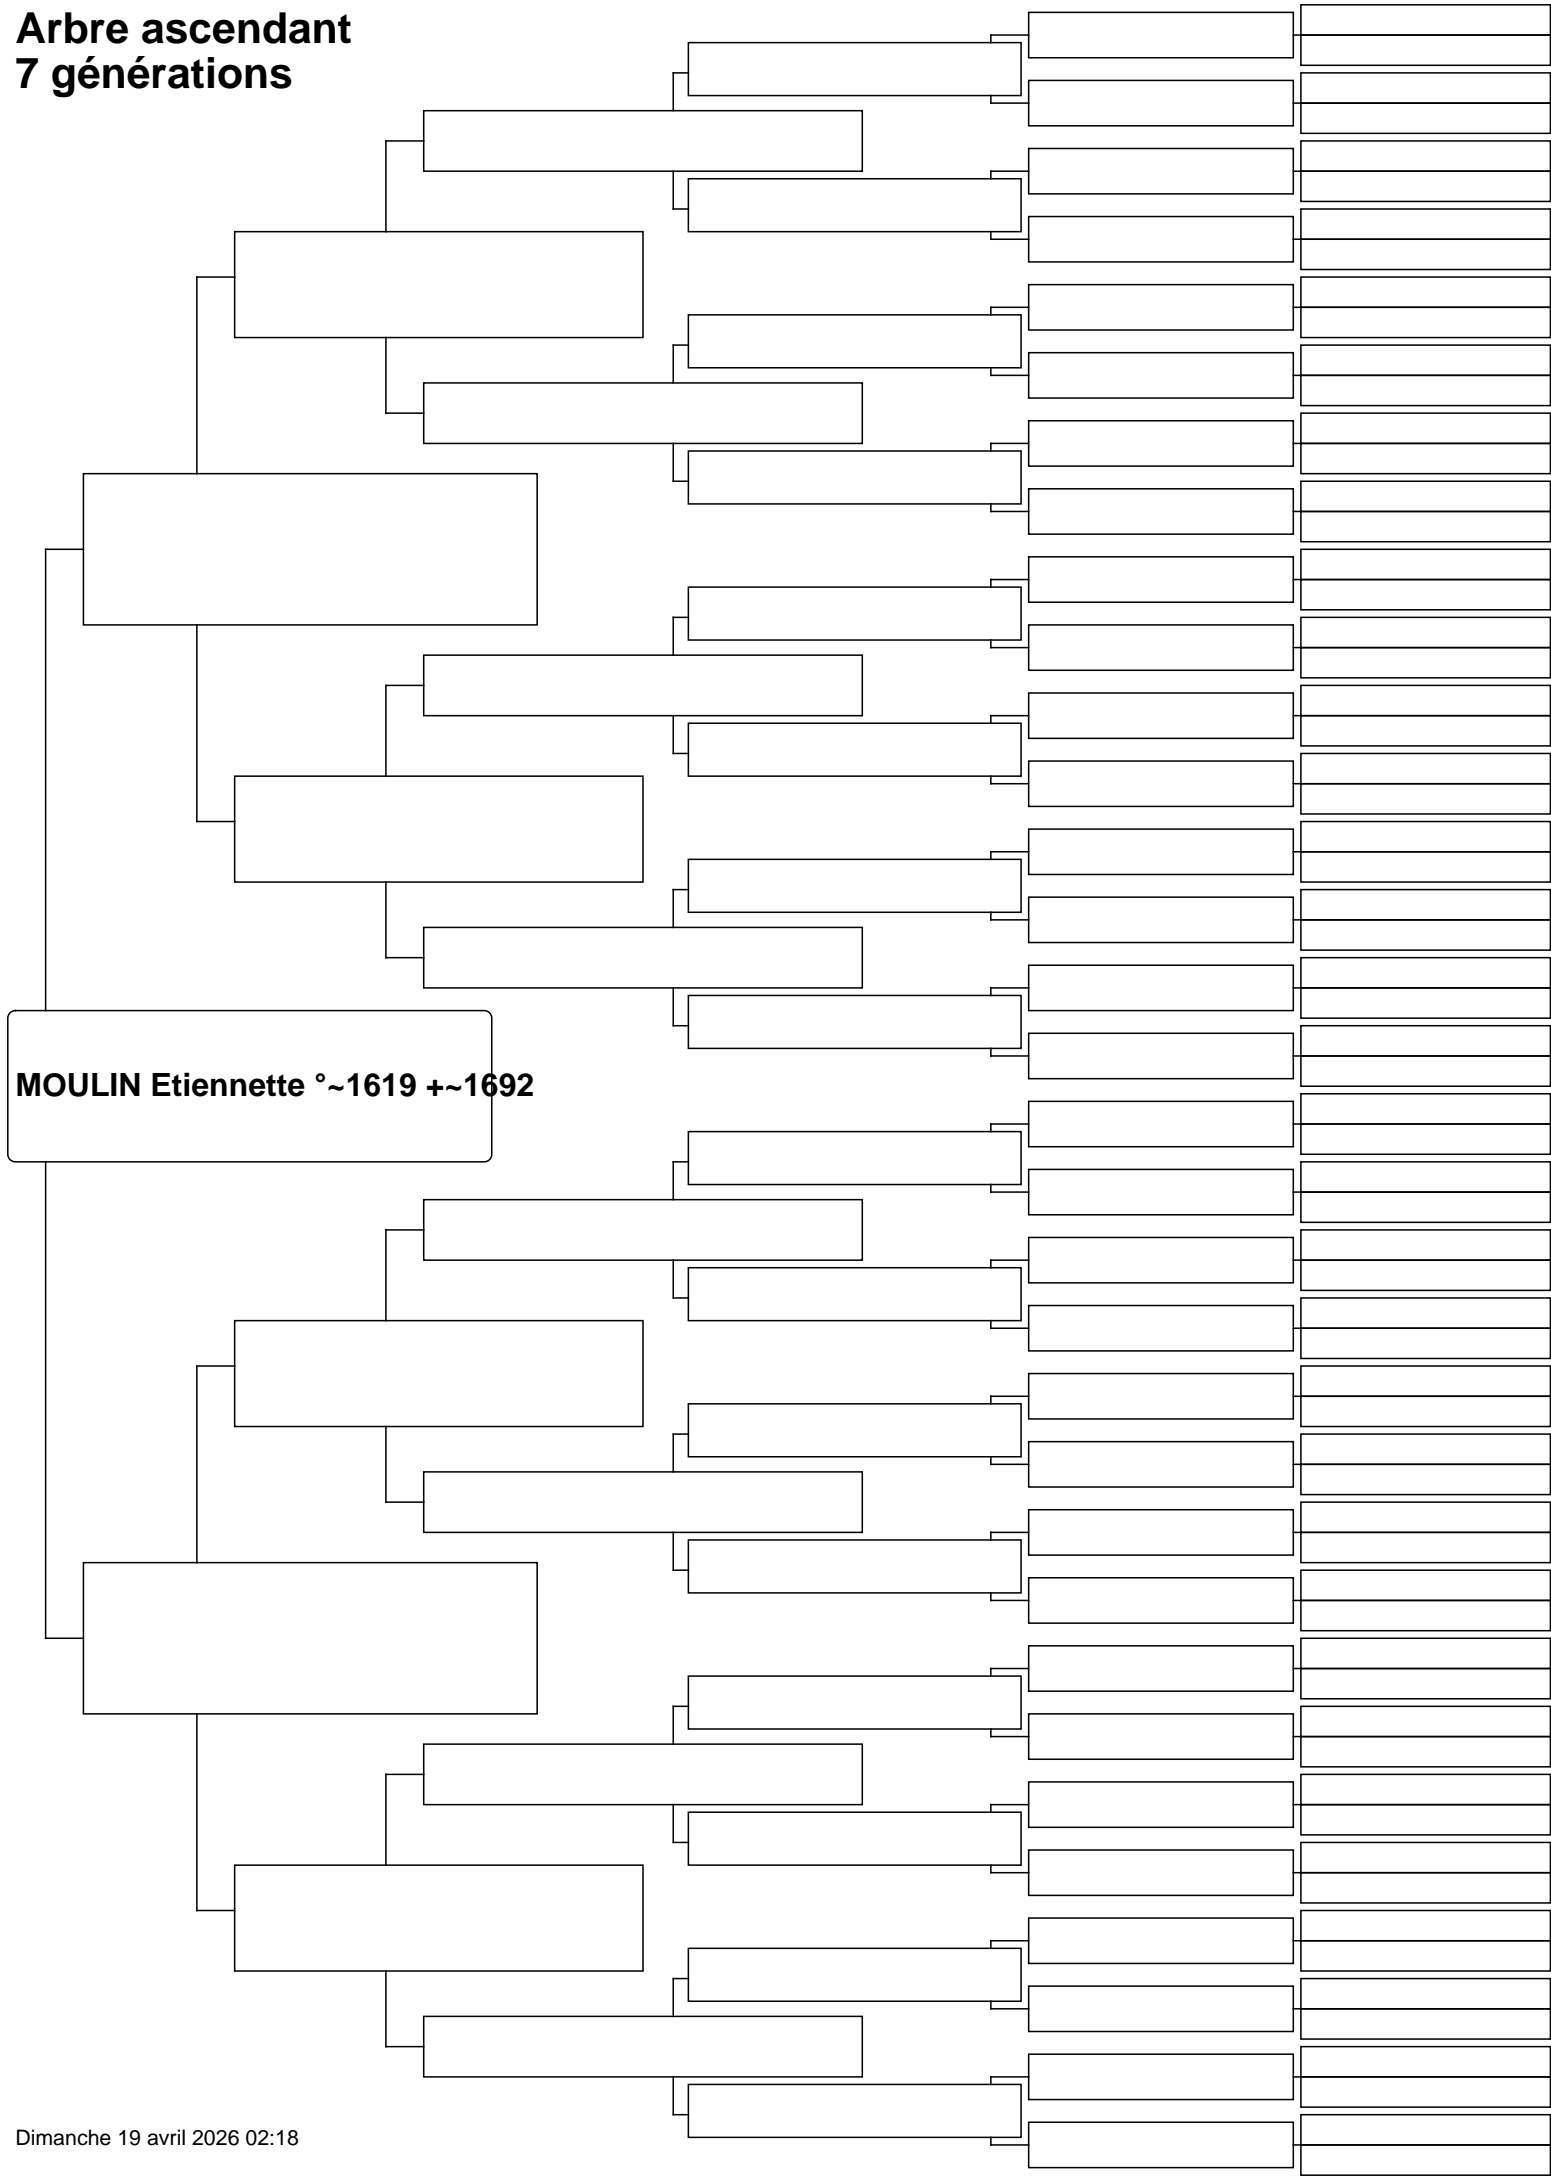 Arbre ascendant
7 générations
MOULIN Etiennette °~1619 +~1692
Dimanche 19 avril 2026 02:18